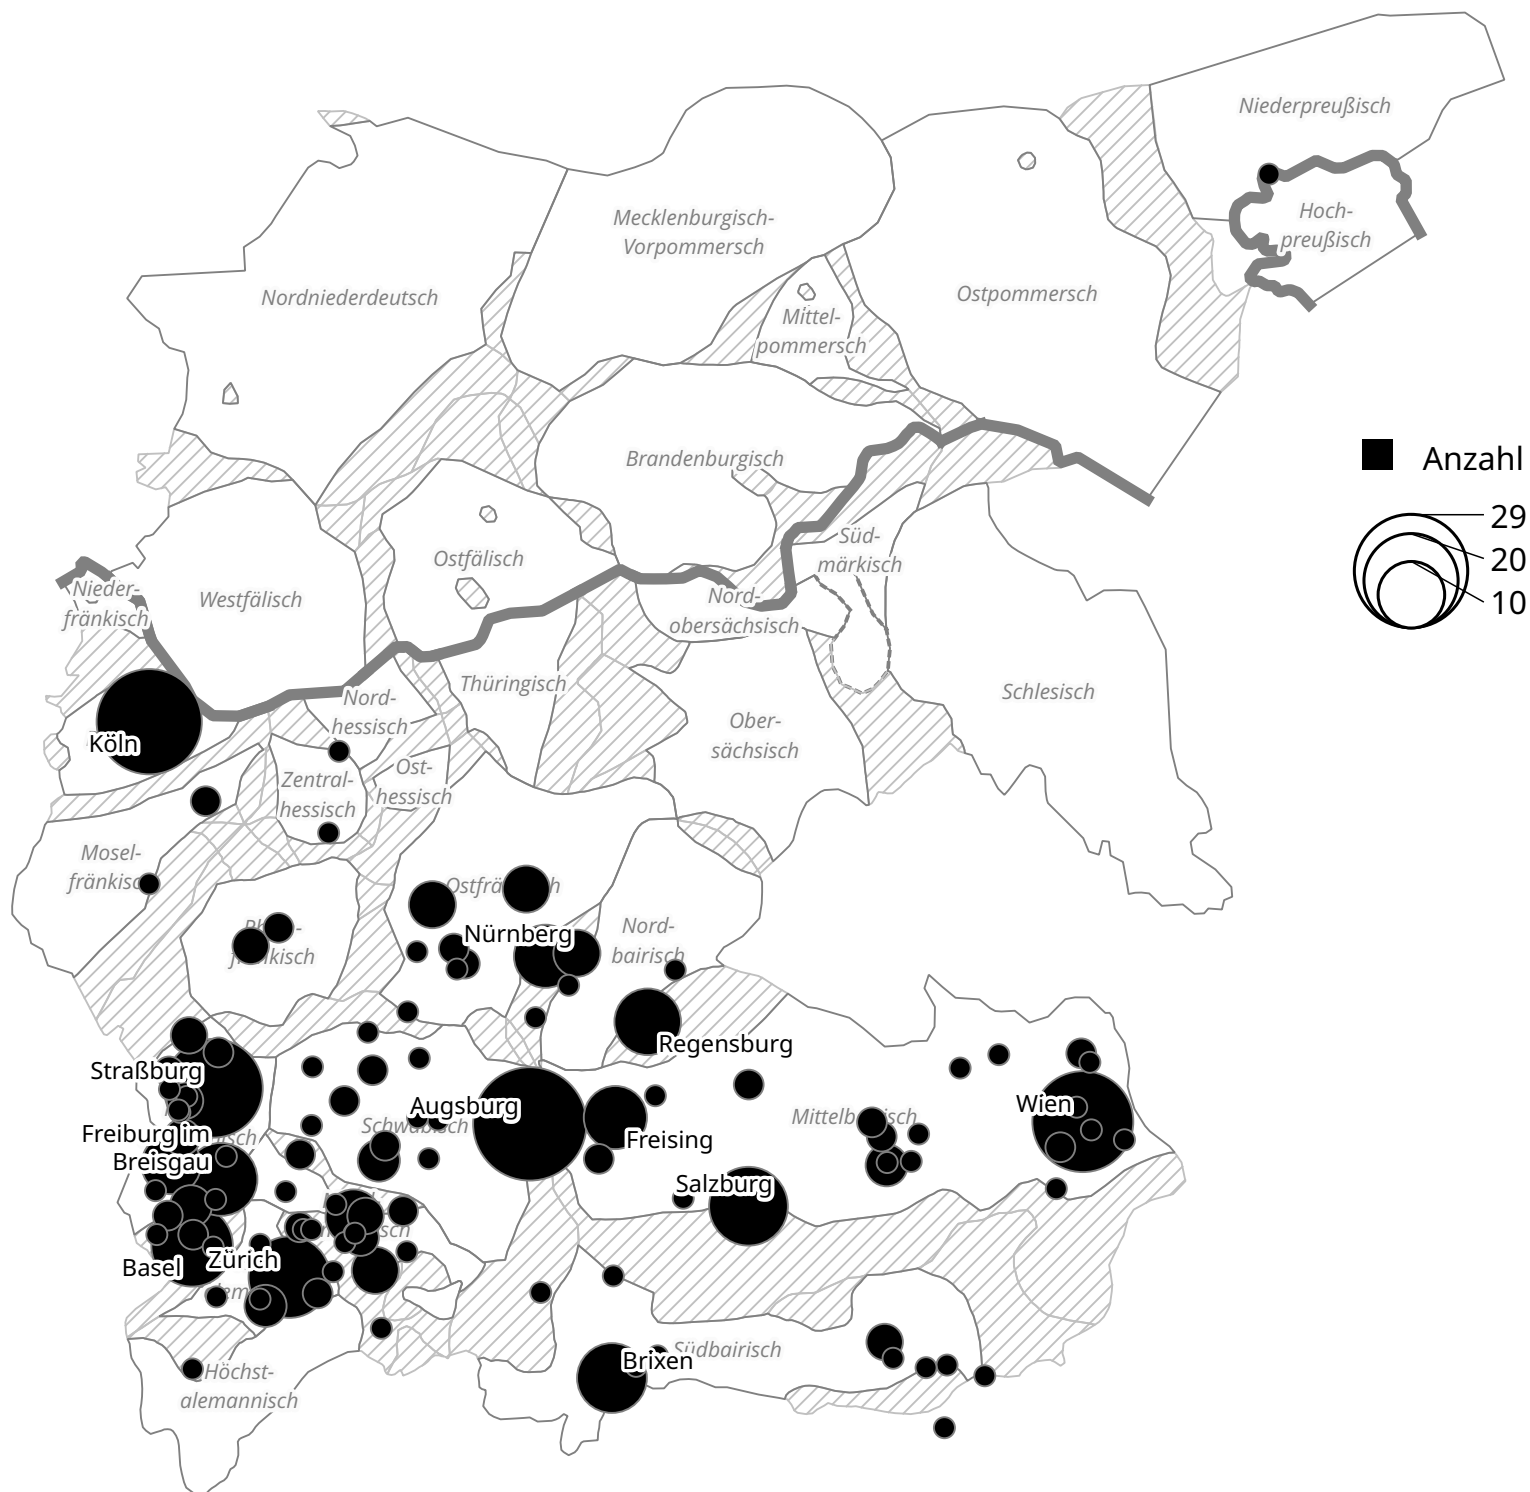 Niederpreußisch
Hoch-
preußisch
Mecklenburgisch-
Vorpommersch
Nordniederdeutsch
Ostpommersch
Mittel-
pommersch
Brandenburgisch
Anzahl
29
20
10
Süd-
märkisch
Ostfälisch
Nieder-
fränkisch
Westfälisch
Nord-
obersächsisch
Thüringisch
Schlesisch
Nord-
hessisch
Ober-
sächsisch
Köln
Ost-
hessisch
Zentral-
hessisch
Mosel-
Nord-
bairisch
Nürnberg
Regensburg
Straßburg
Augsburg
Schwäbisch
Freising
Wien
Freiburg im
Breisgau
Salzburg
Basel
Zürich
Südbairisch
Brixen
Höchst-
alemannisch